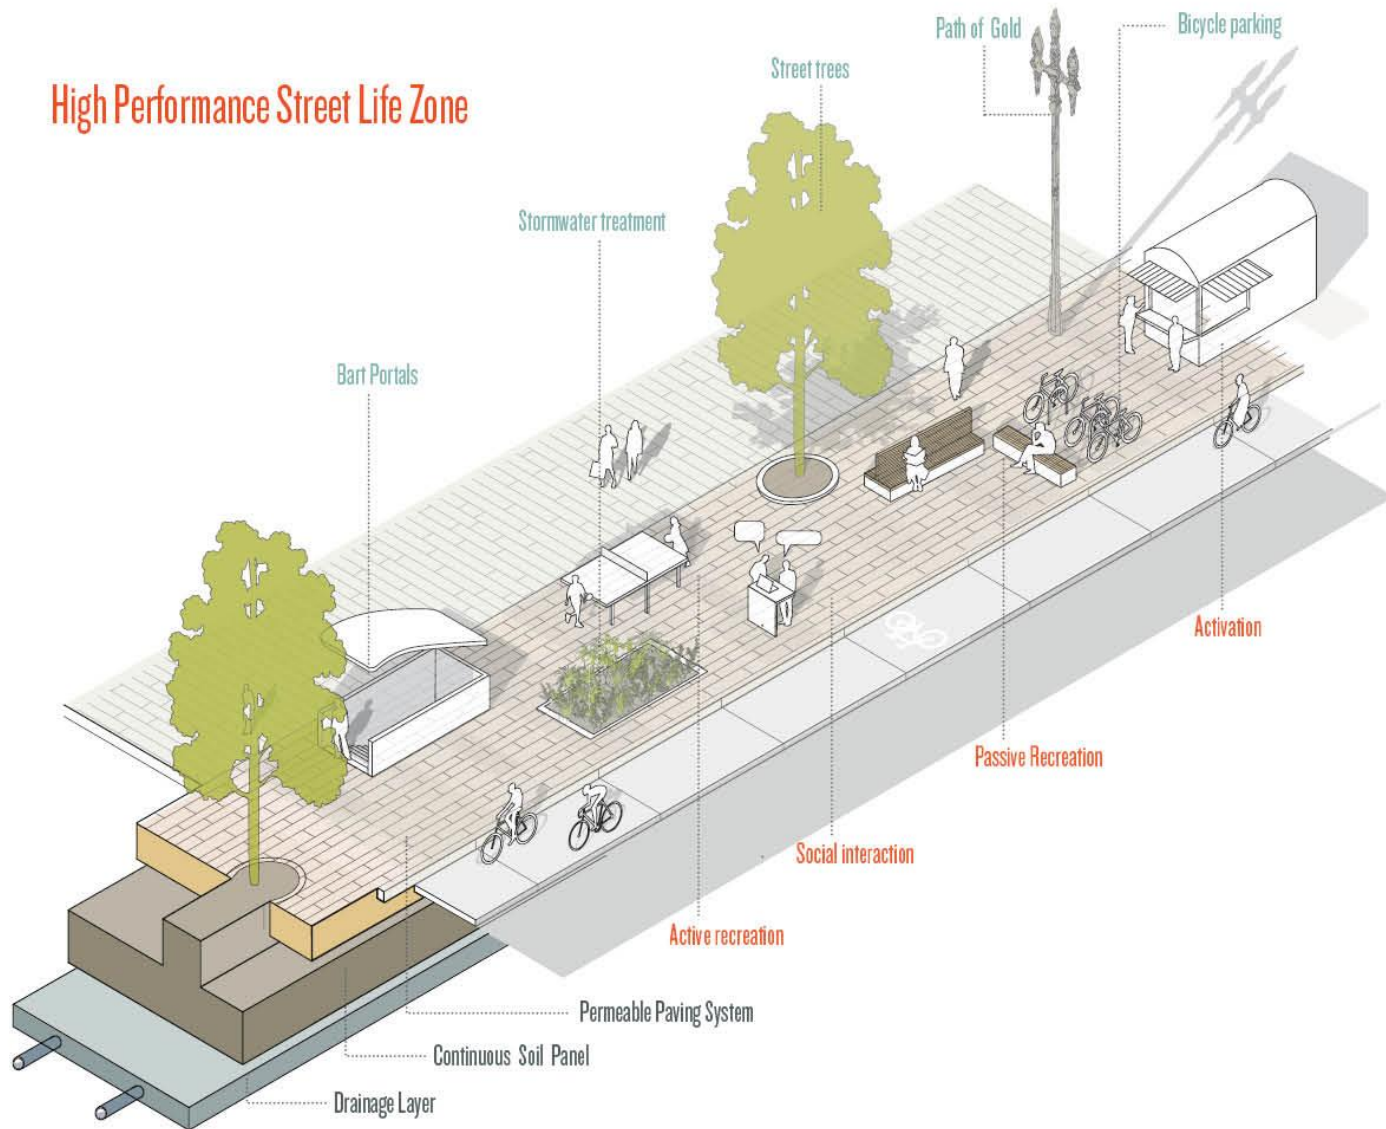 High Performance Street Life Zone
Path of Gold
Bicycle parking
Street trees
Stormwater treatment
Bart Portals
Activation
Passive Recreation
Social interaction
Active recreation
Permeable Paving System
Continuous Soil Panel
Drainage Layer